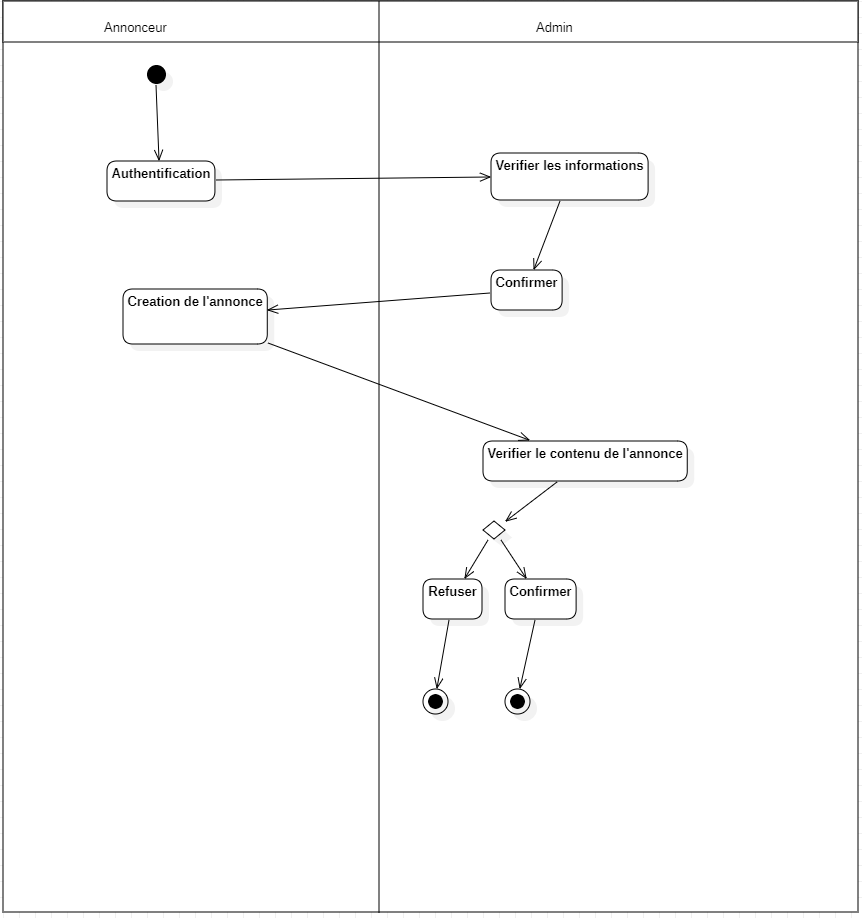 Annonceur
Admin
Authentification
Verifier les informations
Confirmer
Creation de l'annonce
Verifier le contenu de l'annonce
Refuser
Confirmer